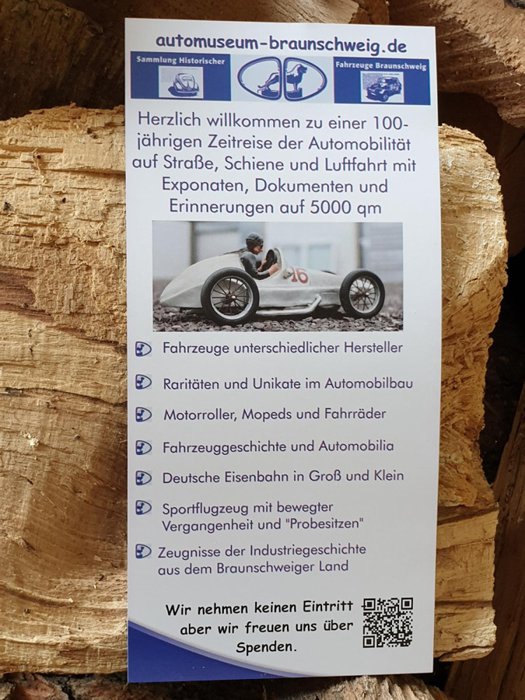 automuseum-braunschweig.de
Sammlung Historischer
Fahrzeuge Braunschweig
Herzlich willkommen zu einer 100-
jährigen Zeitreise der Automobilität
auf Straße, Schiene und Luftfahrt mit
Exponaten, Dokumenten und
Erinnerungen auf 5000 qm
16
Fahrzeuge unterschiedlicher Hersteller
Raritäten und Unikate im Automobilbau
Motorroller, Mopeds und Fahrräder
Fahrzeuggeschichte und Automobilia
Deutsche Eisenbahn in Groß und Klein
Sportflugzeug mit bewegter
Vergangenheit und "Probesitzen"
Zeugnisse der Industriegeschichte
aus dem Braunschweiger Land
Wir nehmen keinen Eintritt
aber wir freuen uns über
Spenden.